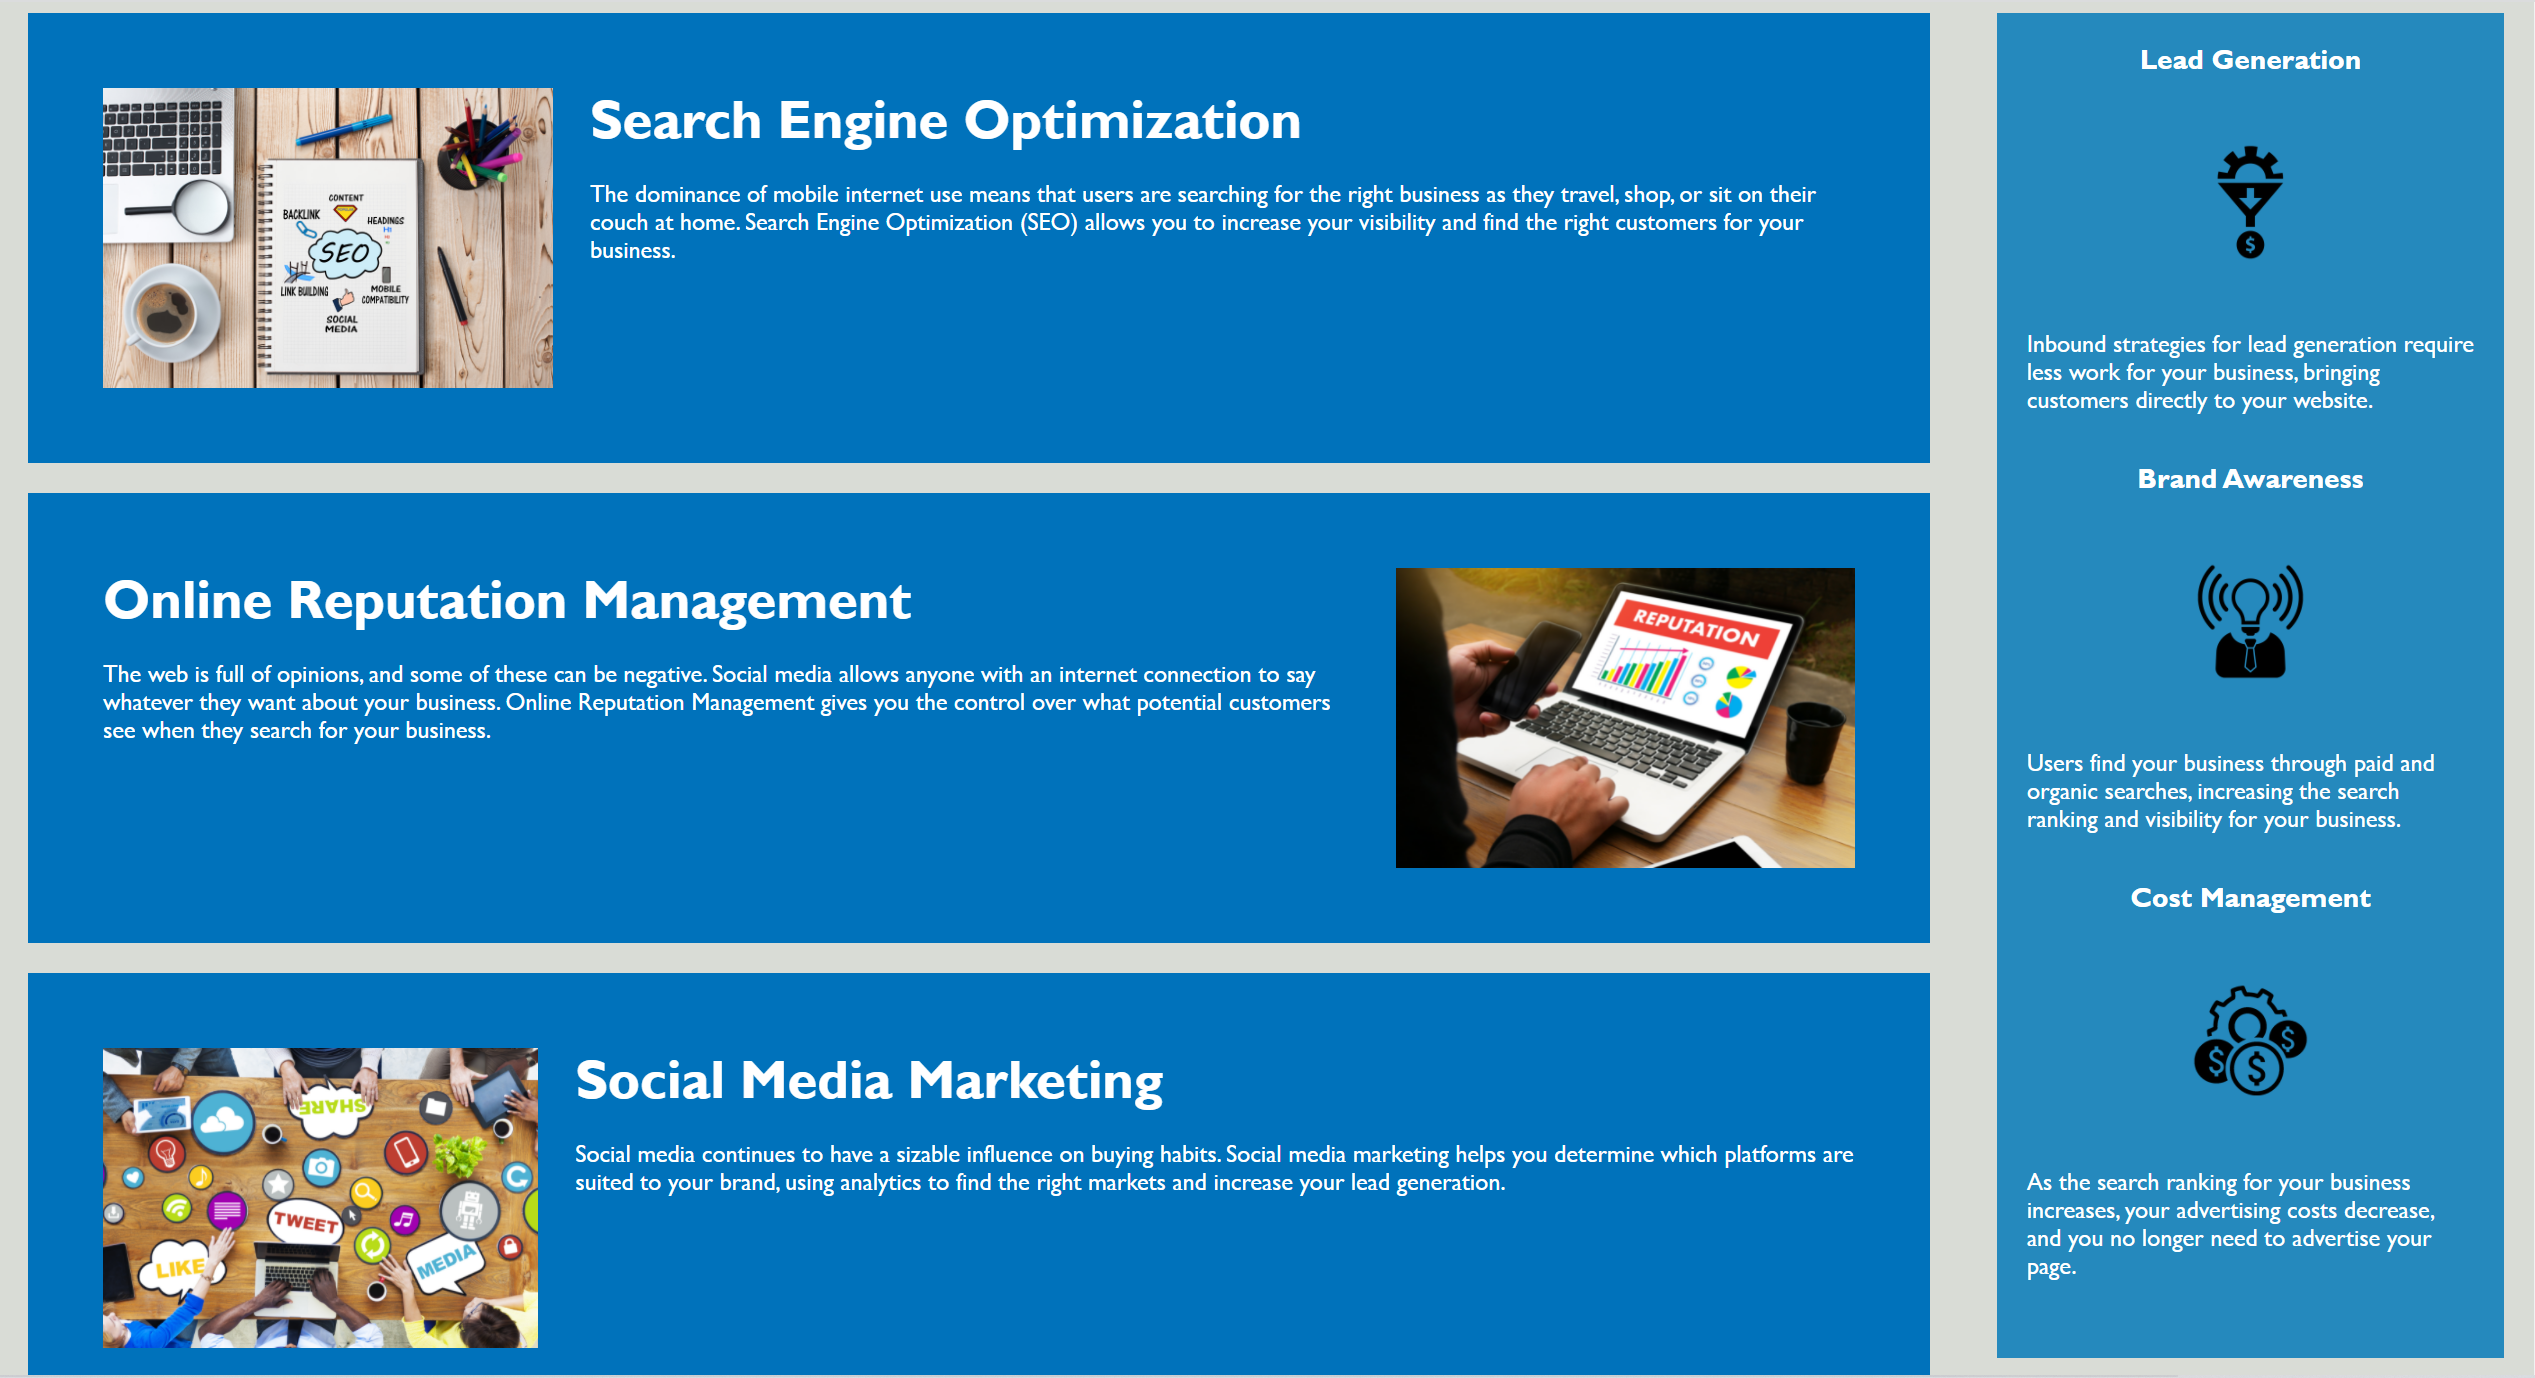 Search Engine Optimization
The dominance of mobile internet use means that users are searching for the right business as they travel, shop, or sit on their
couch at home. Search Engine Optimization (SEO) allows you to increase your visibility and find the right customers for your
business.
CONTENT
BACKLINK
HEADINGS
H1
SEO
LINK BUILDING
MOBILE
COMPATIBILITY
SOCIAL
MEDIA
Online Reputation Management
The web is full of opinions, and some of these can be negative. Social media allows anyone with an internet connection to say
whatever they want about your business. Online Reputation Management gives you the control over what potential customers
see when they search for your business.
REPUTATION
Social Media Marketing
Social media continues to have a sizable influence on buying habits. Social media marketing helps you determine which platforms are
suited to your brand, using analytics to find the right markets and increase your lead generation.
SHARE
TWEET
LIKE
MEDIA
Lead Generation
$
Inbound strategies for lead generation require
less work for your business, bringing
customers directly to your website.
Brand Awareness
Users find your business through paid and
organic searches, increasing the search
ranking and visibility for your business.
Cost Management
$ $ $
As the search ranking for your business
increases, your advertising costs decrease,
and you no longer need to advertise your
page.